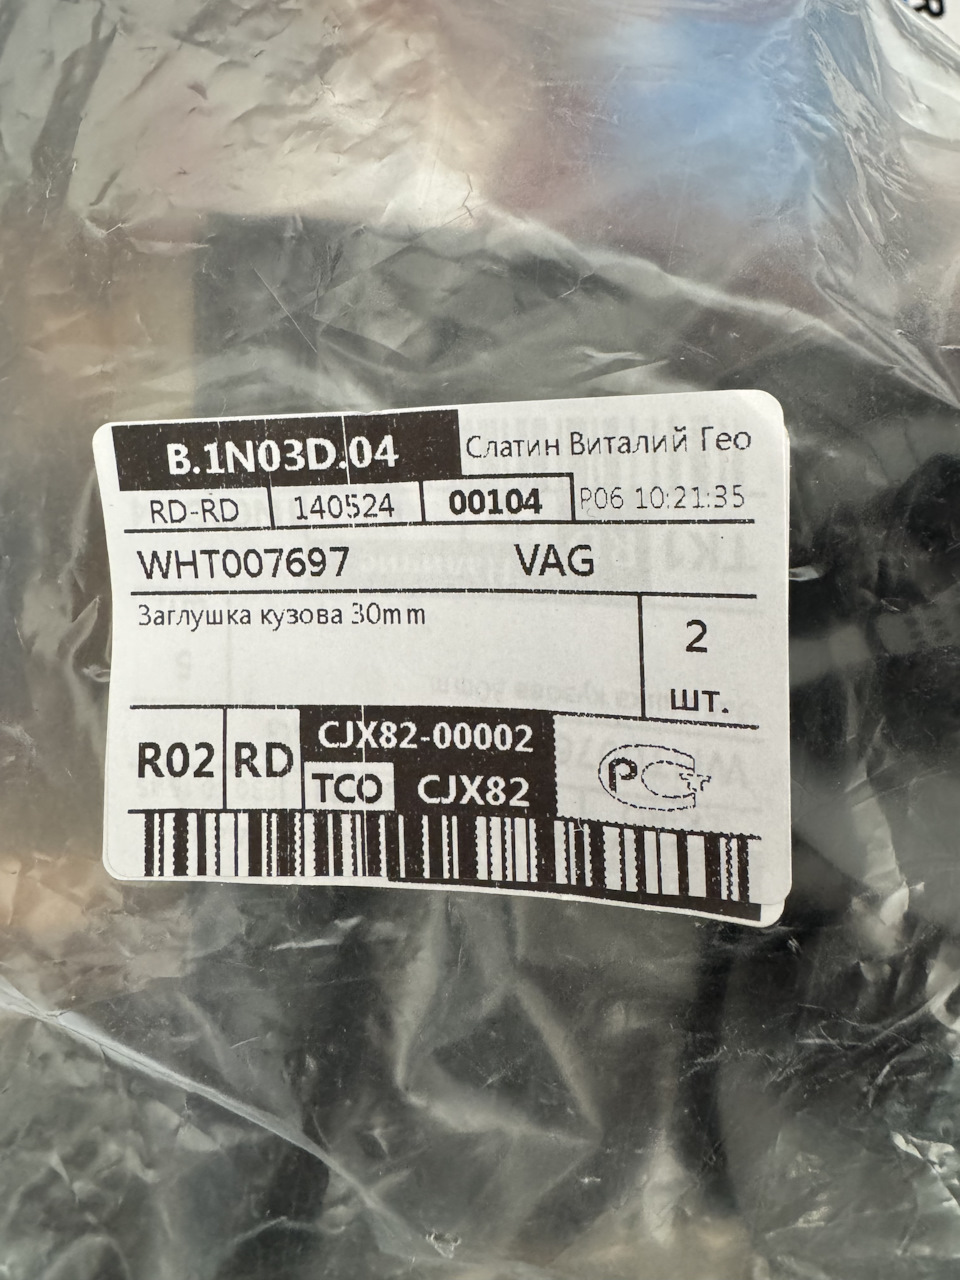 B.1N03D.04 Слатин Виталий Гео
RD-RD 140524 00104 P06 10:21:35
WHT007697 VAG
Заглушка кузова 30mm
2
шт.
R02 RD CJX82-00002
TCO CJX82